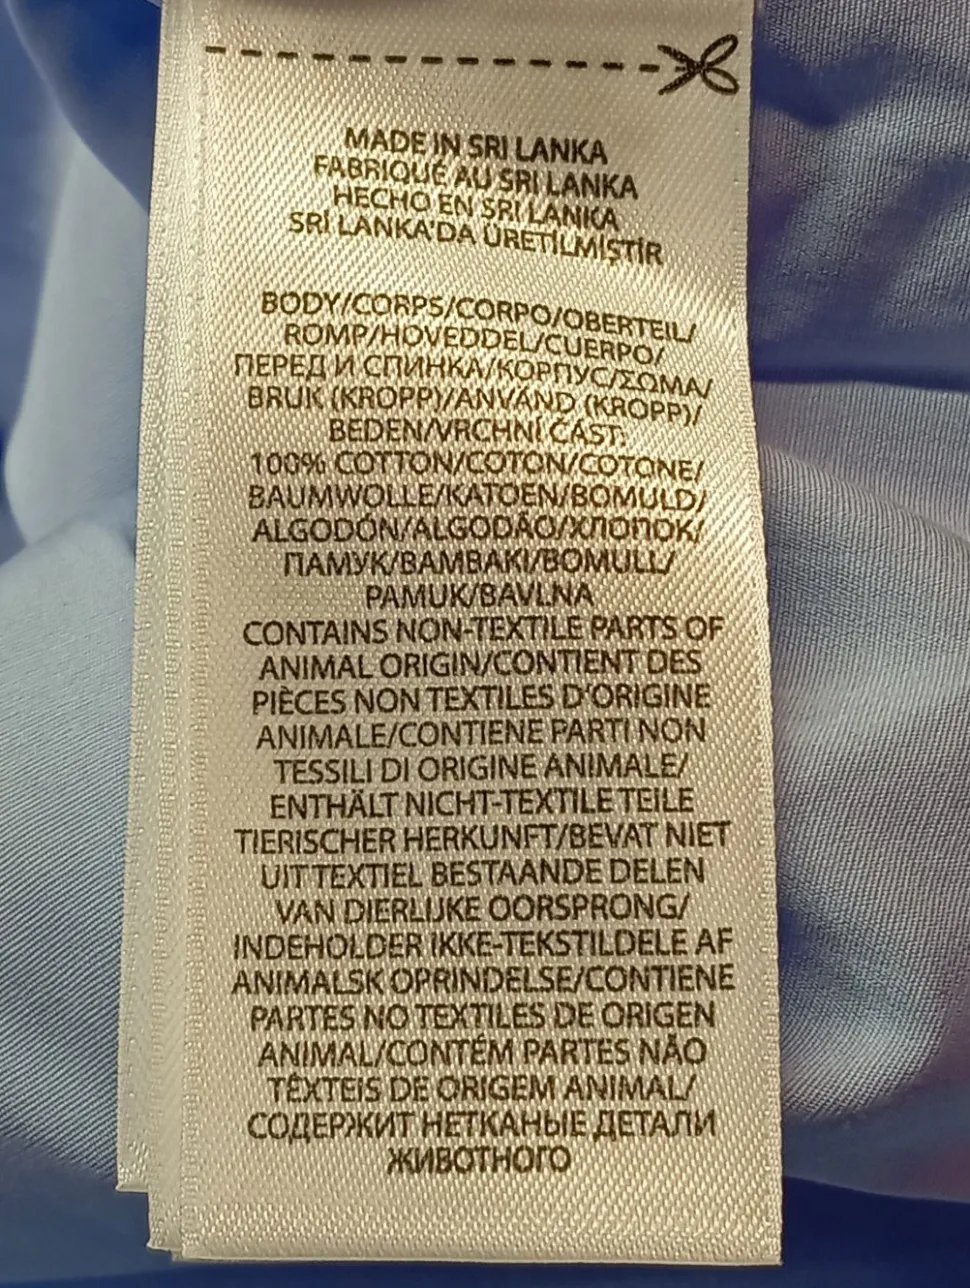 MADE IN SRI LANKA
FABRIQUÉ AU SRI LANKA
HECHO EN SRI LANKA
SRİ LANKA'DA ÜRETİLMİŞTİR
BODY/CORPS/CORPO/OBERTEIL/
ROMP/HOVEDDEL/CUERPO/
ПЕРЕД И СПИНКА/КОРПУС/ΣΩΜΑ/
BRUK (KROPP)/ANVÄND (KROPP)/
BEDEN/VRCHNÍ ČÁST:
100% COTTON/COTON/COTONE/
BAUMWOLLE/KATOEN/BOMULD/
ALGODÓN/ALGODÃO/ХЛОПОК/
ПАМУК/ΒΑΜΒΑΚΙ/BOMULL/
PAMUK/BAVLNA
CONTAINS NON-TEXTILE PARTS OF
ANIMAL ORIGIN/CONTIENT DES
PIÈCES NON TEXTILES D'ORIGINE
ANIMALE/CONTIENE PARTI NON
TESSILI DI ORIGINE ANIMALE/
ENTHÄLT NICHT-TEXTILE TEILE
TIERISCHER HERKUNFT/BEVAT NIET
UIT TEXTIEL BESTAANDE DELEN
VAN DIERLIJKE OORSPRONG/
INDEHOLDER IKKE-TEKSTILDELE AF
ANIMALSK OPRINDELSE/CONTIENE
PARTES NO TEXTILES DE ORIGEN
ANIMAL/CONTÉM PARTES NÃO
TÊXTEIS DE ORIGEM ANIMAL/
СОДЕРЖИТ НЕТКАНЫЕ ДЕТАЛИ
ЖИВОТНОГО